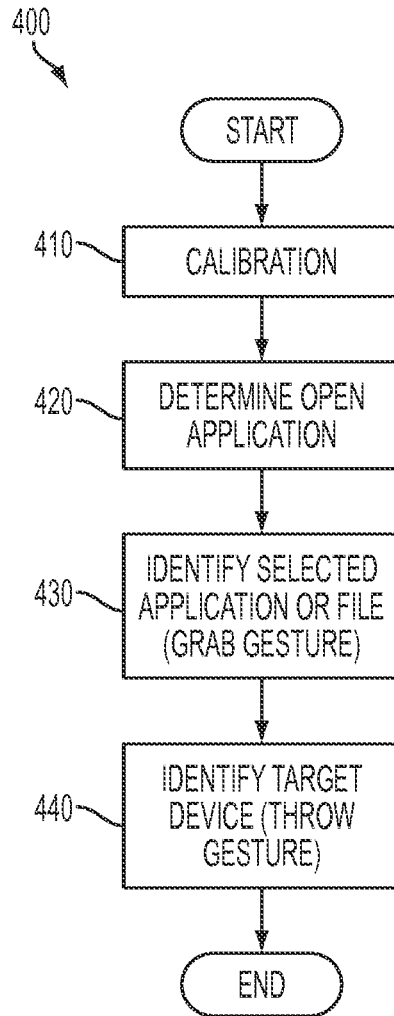 400
START
410
CALIBRATION
420
DETERMINE OPEN
APPLICATION
430
IDENTIFY SELECTED
APPLICATION OR FILE
(GRAB GESTURE)
440
IDENTIFY TARGET
DEVICE (THROW
GESTURE)
END